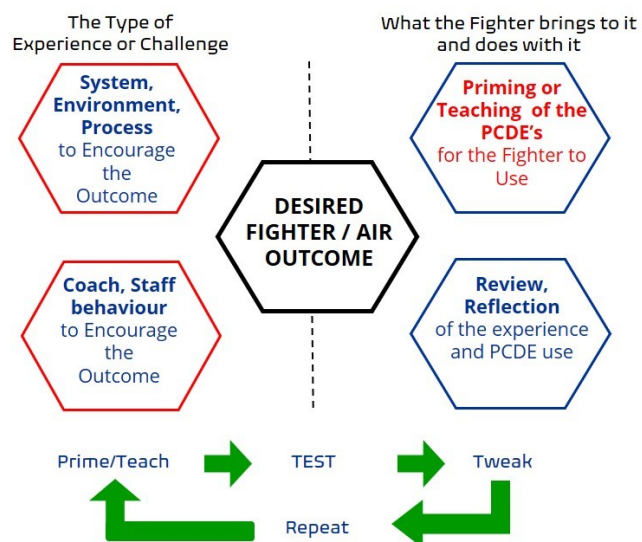 The Type of
Experience or Challenge
What the Fighter brings to it
and does with it
System,
Environment,
Process
to Encourage
the
Outcome
Priming or
Teaching of the
PCDE's
for the Fighter to
Use
DESIRED
FIGHTER / AIR
OUTCOME
Coach, Staff
behaviour
to Encourage
the
Outcome
Review,
Reflection
of the experience
and PCDE use
Prime/Teach
TEST
Tweak
Repeat